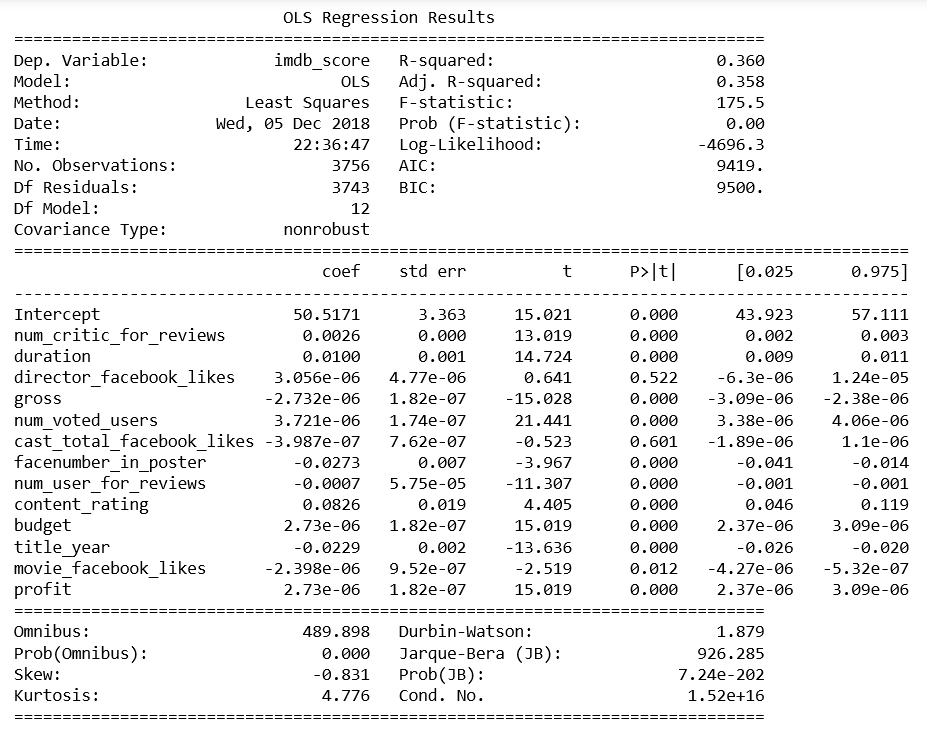 OLS Regression Results
==============================================================================
Dep. Variable: imdb_score R-squared: 0.360
Model: OLS Adj. R-squared: 0.358
Method: Least Squares F-statistic: 175.5
Date: Wed, 05 Dec 2018 Prob (F-statistic): 0.00
Time: 22:36:47 Log-Likelihood: -4696.3
No. Observations: 3756 AIC: 9419.
Df Residuals: 3743 BIC: 9500.
Df Model: 12
Covariance Type: nonrobust
=============================================================================================
coef std err t P>|t| [0.025 0.975]
---------------------------------------------------------------------------------------------
Intercept 50.5171 3.363 15.021 0.000 43.923 57.111
num_critic_for_reviews 0.0026 0.000 13.019 0.000 0.002 0.003
duration 0.0100 0.001 14.724 0.000 0.009 0.011
director_facebook_likes 3.056e-06 4.77e-06 0.641 0.522 -6.3e-06 1.24e-05
gross -2.732e-06 1.82e-07 -15.028 0.000 -3.09e-06 -2.38e-06
num_voted_users 3.721e-06 1.74e-07 21.441 0.000 3.38e-06 4.06e-06
cast_total_facebook_likes -3.987e-07 7.62e-07 -0.523 0.601 -1.89e-06 1.1e-06
facenumber_in_poster -0.0273 0.007 -3.967 0.000 -0.041 -0.014
num_user_for_reviews -0.0007 5.75e-05 -11.307 0.000 -0.001 -0.001
content_rating 0.0826 0.019 4.405 0.000 0.046 0.119
budget 2.73e-06 1.82e-07 15.019 0.000 2.37e-06 3.09e-06
title_year -0.0229 0.002 -13.636 0.000 -0.026 -0.020
movie_facebook_likes -2.398e-06 9.52e-07 -2.519 0.012 -4.27e-06 -5.32e-07
profit 2.73e-06 1.82e-07 15.019 0.000 2.37e-06 3.09e-06
==============================================================================
Omnibus: 489.898 Durbin-Watson: 1.879
Prob(Omnibus): 0.000 Jarque-Bera (JB): 926.285
Skew: -0.831 Prob(JB): 7.24e-202
Kurtosis: 4.776 Cond. No. 1.52e+16
==============================================================================